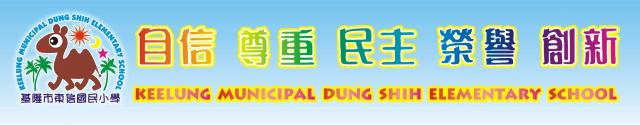 KEELUNG MUNICIPAL DUNG SHIH ELEMENTARY SCHOOL
基隆市東信國民小學
自信 尊重 民主 榮譽 創新
KEELUNG MUNICIPAL DUNG SHIH ELEMENTARY SCHOOL